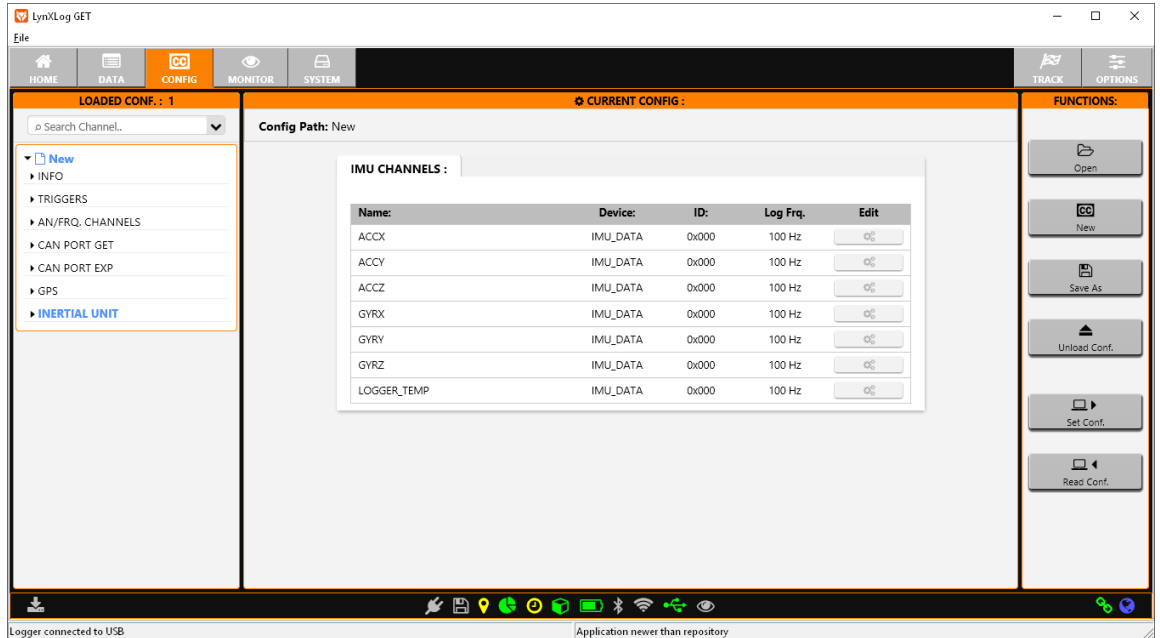 LynXLog GET
File
HOME DATA CONFIG MONITOR SYSTEM TRACK OPTIONS
LOADED CONF. : 1
Search Channel..
New
INFO
TRIGGERS
AN/FRQ. CHANNELS
CAN PORT GET
CAN PORT EXP
GPS
INERTIAL UNIT
CURRENT CONFIG :
Config Path: New
IMU CHANNELS :
Name: Device: ID: Log Frq. Edit
ACCX IMU_DATA 0x000 100 Hz
ACCY IMU_DATA 0x000 100 Hz
ACCZ IMU_DATA 0x000 100 Hz
GYRX IMU_DATA 0x000 100 Hz
GYRY IMU_DATA 0x000 100 Hz
GYRZ IMU_DATA 0x000 100 Hz
LOGGER_TEMP IMU_DATA 0x000 100 Hz
FUNCTIONS:
Open
CC
New
Save As
Unload Conf.
Set Conf.
Read Conf.
Logger connected to USB
Application newer than repository